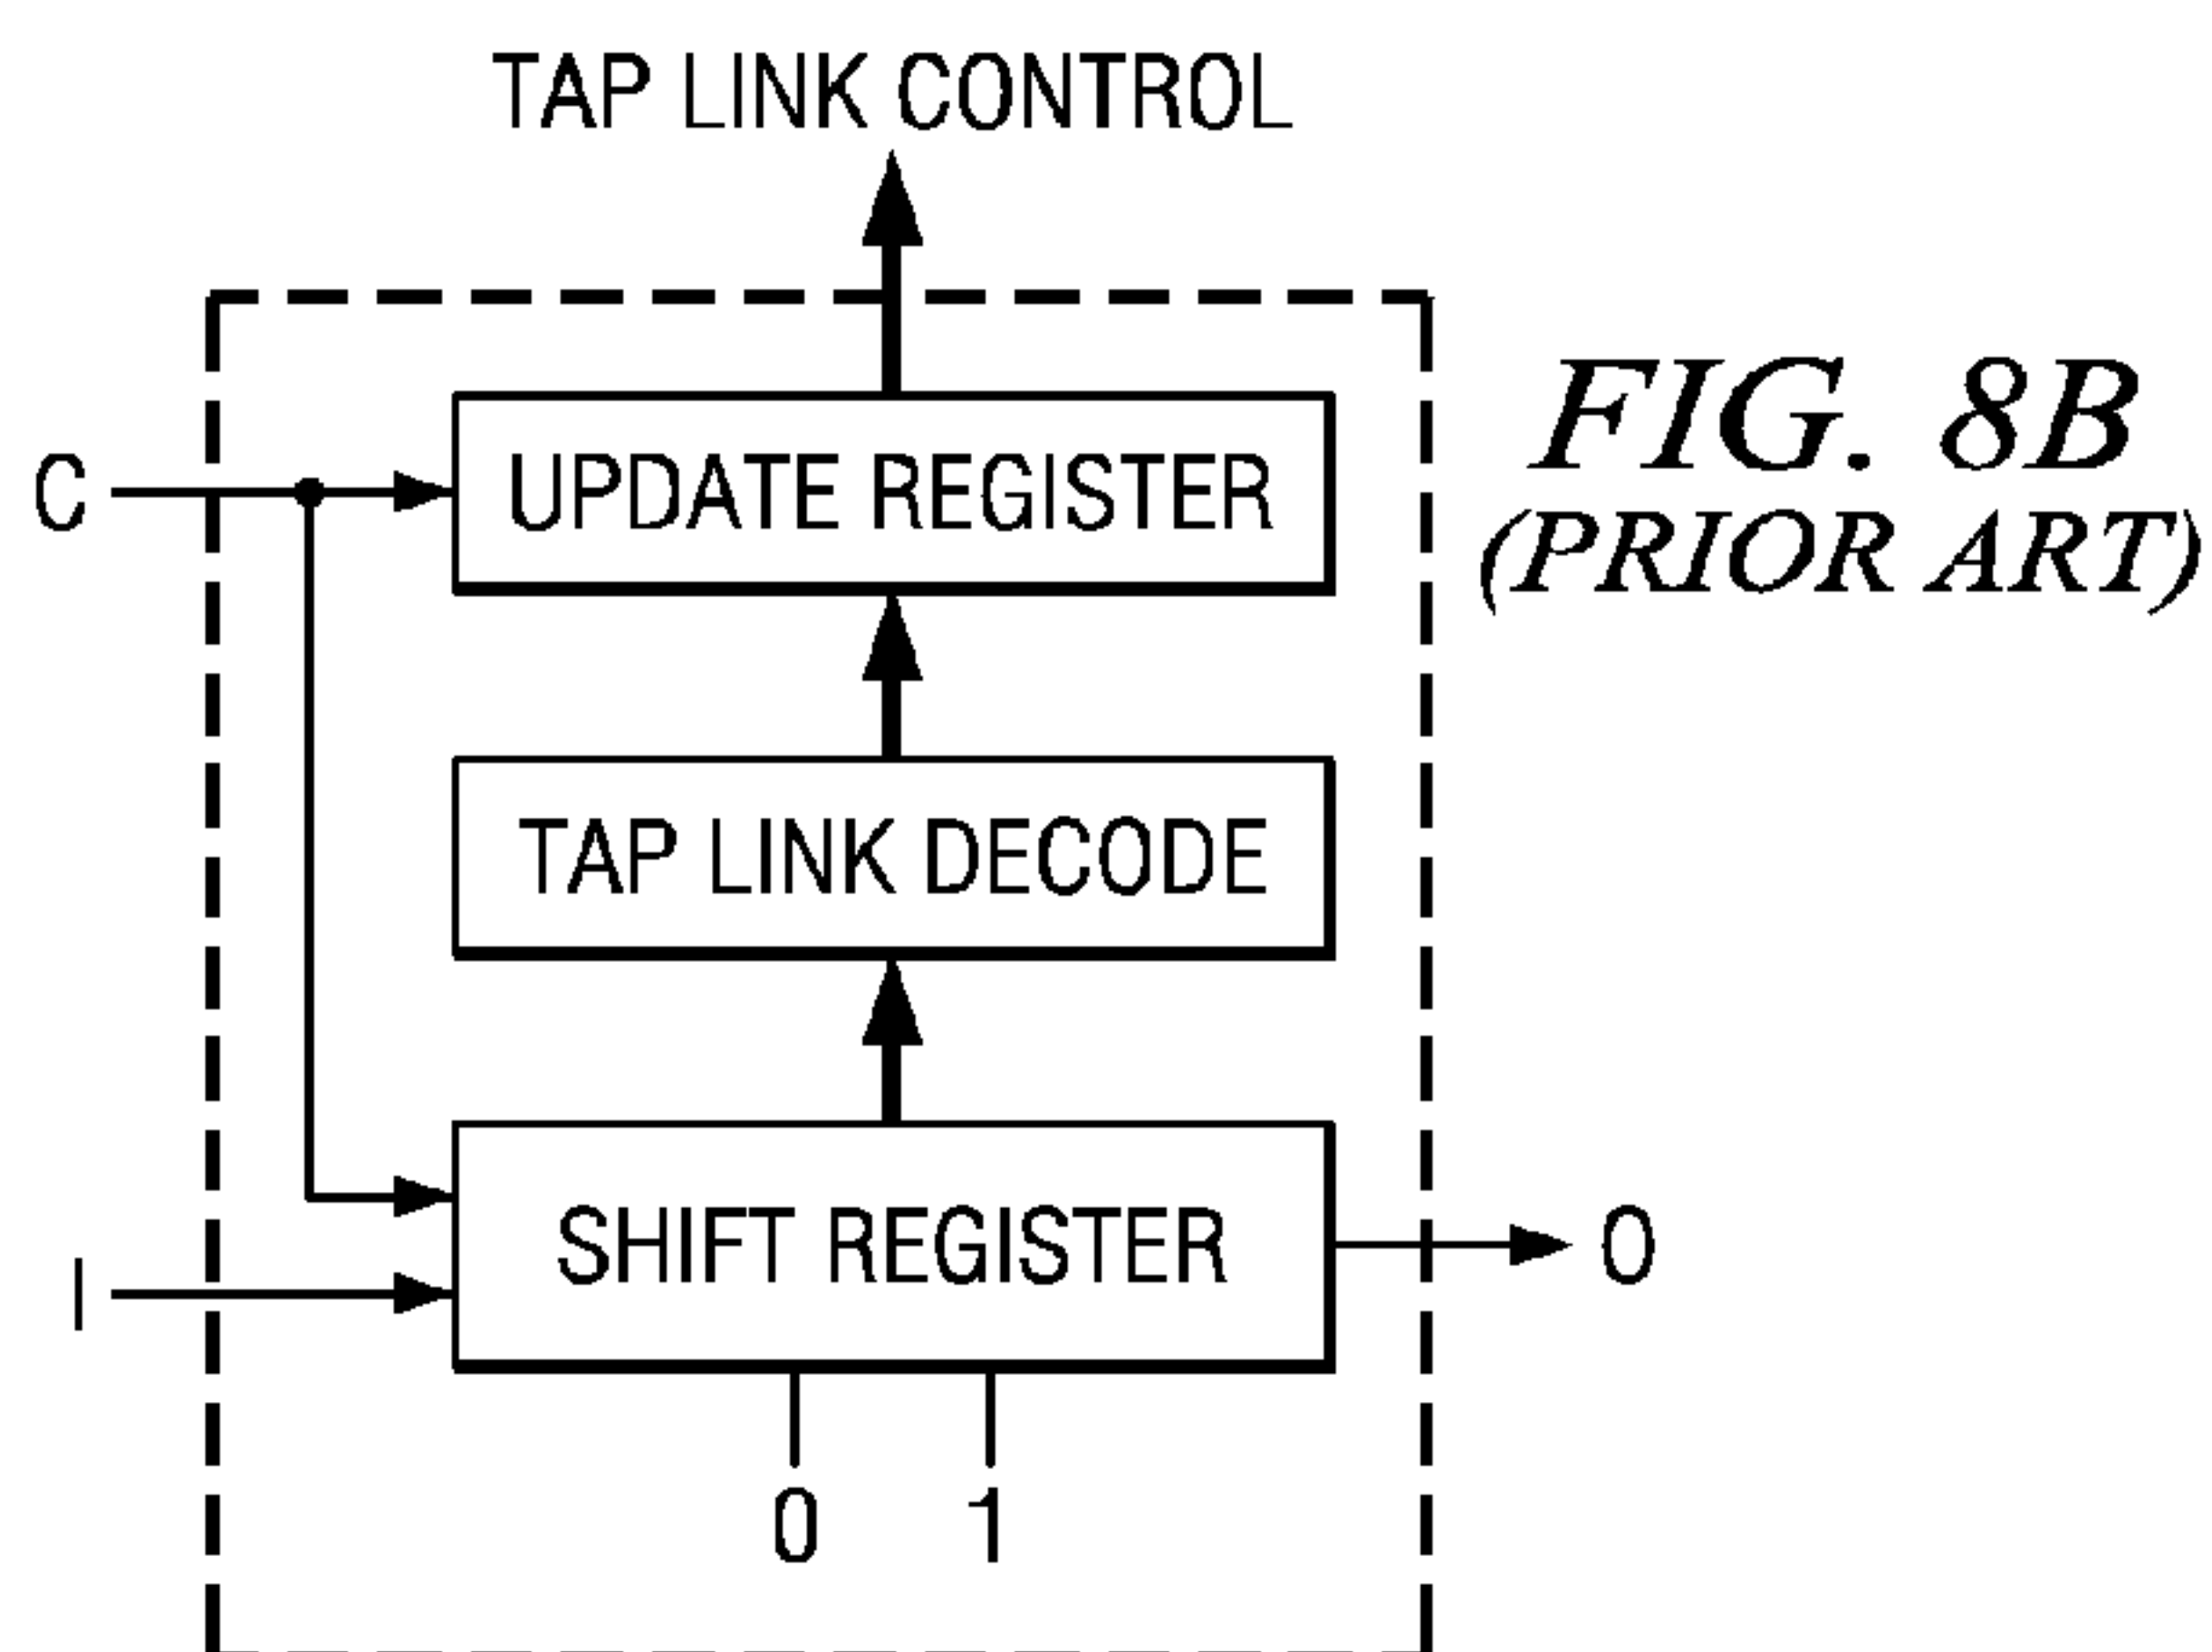 TAP LINK CONTROL
FIG. 8B
(PRIOR ART)
C
UPDATE REGISTER
TAP LINK DECODE
SHIFT REGISTER
I
O
0 1